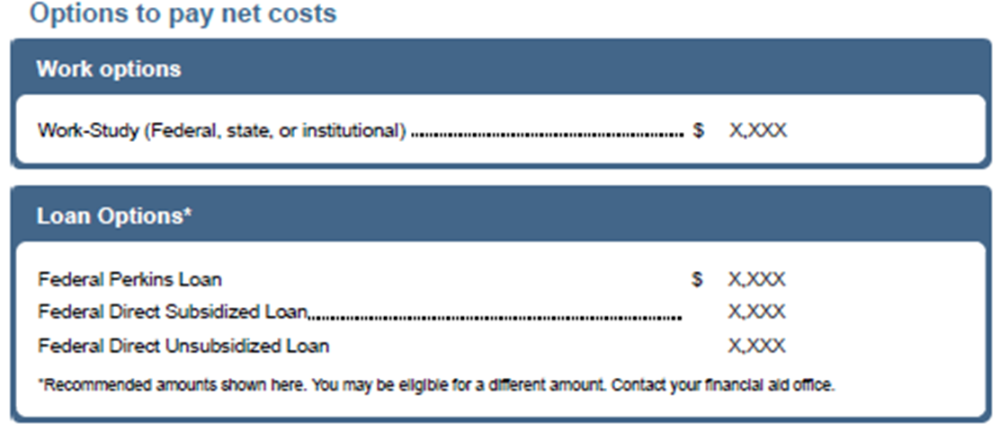 Options to pay net costs
Work options
Work-Study (Federal, state, or institutional) ........................................................ $ X,XXX
Loan Options*
Federal Perkins Loan $ X,XXX
Federal Direct Subsidized Loan............................................................................ X,XXX
Federal Direct Unsubsidized Loan X,XXX
*Recommended amounts shown here. You may be eligible for a different amount. Contact your financial aid office.